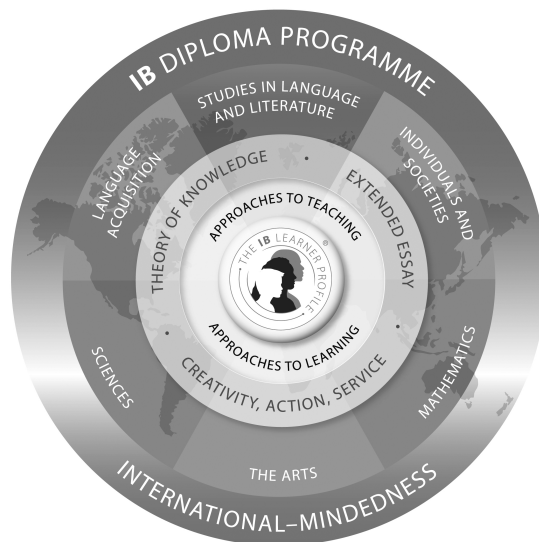 IB DIPLOMA PROGRAMME
STUDIES IN LANGUAGE
AND LITERATURE
LANGUAGE
ACQUISITION
INDIVIDUALS AND
SOCIETIES
THEORY OF KNOWLEDGE
EXTENDED ESSAY
APPROACHES TO TEACHING
THE IB LEARNER PROFILE
®
APPROACHES TO LEARNING
CREATIVITY, ACTION, SERVICE
SCIENCES
MATHEMATICS
THE ARTS
INTERNATIONAL–MINDEDNESS